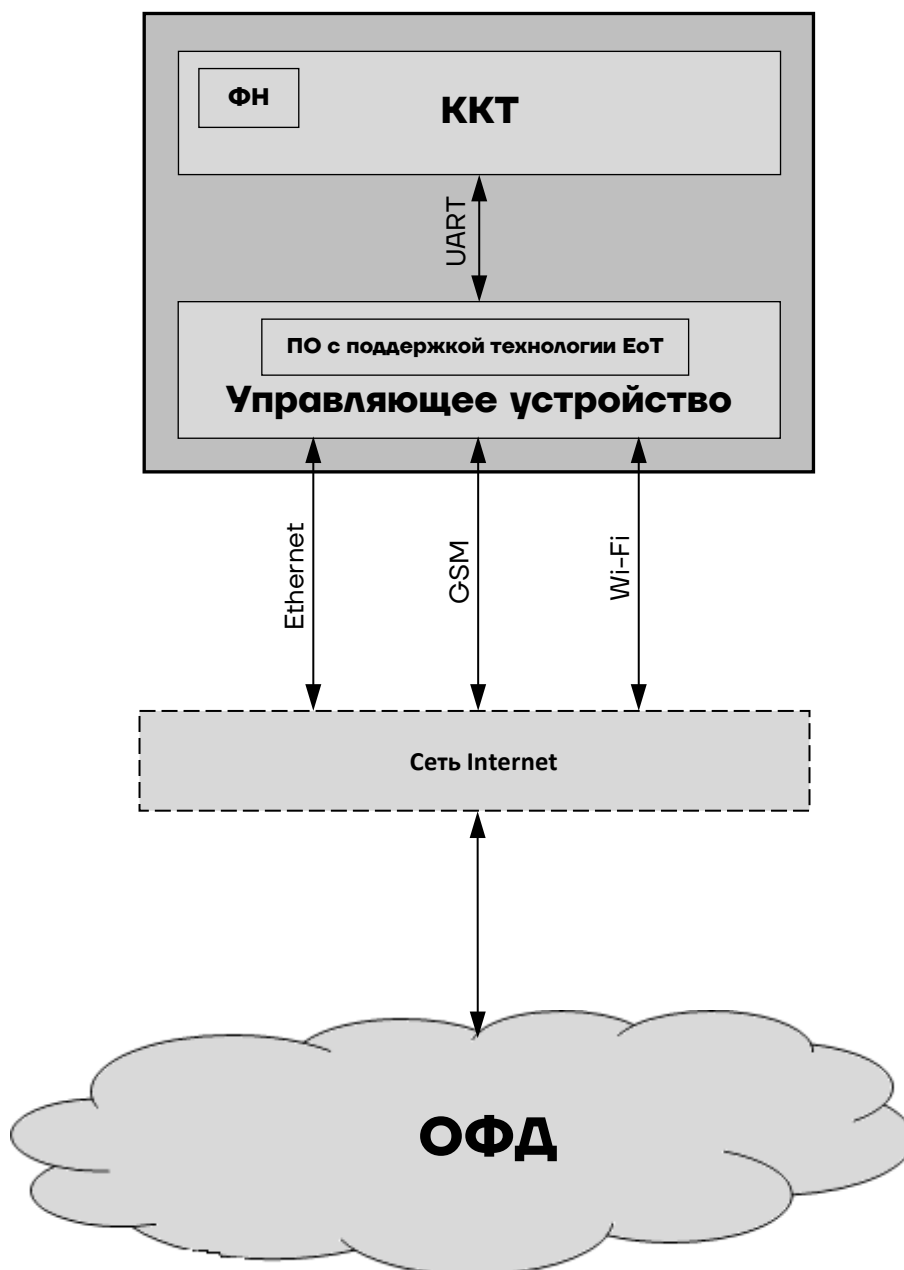 ФН
ККТ
UART
ПО с поддержкой технологии EoT
Управляющее устройство
Ethernet
GSM
Wi-Fi
Сеть Internet
ОФД